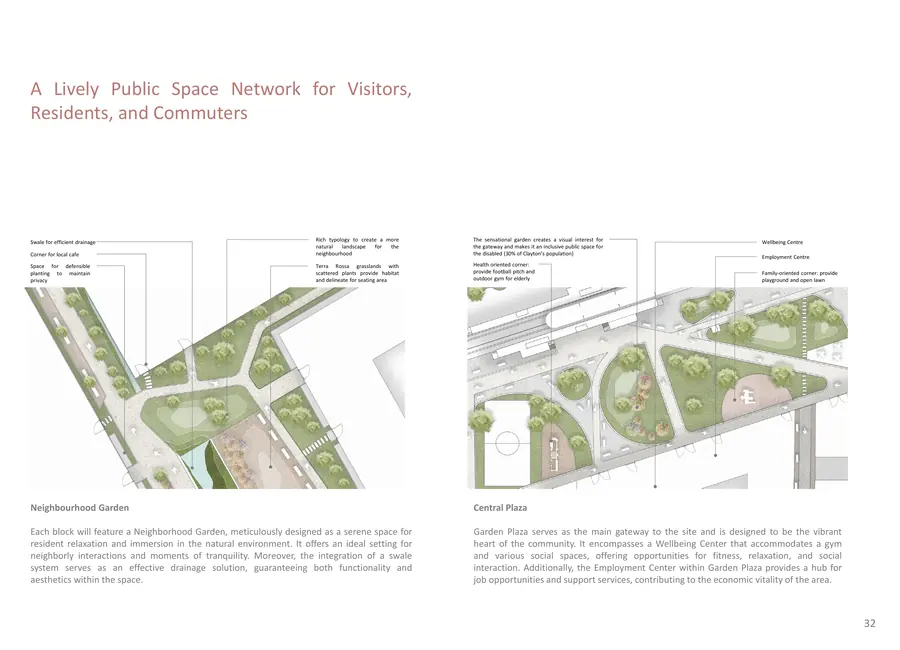 A Lively Public Space Network for Visitors,
Residents, and Commuters
Swale for efficient drainage
Corner for local cafe
Space for defensible
planting to maintain
privacy
Rich typology to create a more
natural landscape for the
neighbourhood
Terra Rossa grasslands with
scattered plants provide habitat
and delineate for seating area
The sensational garden creates a visual interest for
the gateway and makes it an inclusive public space for
the disabled (30% of Clayton's population)
Health oriented corner:
provide football pitch and
outdoor gym for elderly
Wellbeing Centre
Employment Centre
Family-oriented corner: provide
playground and open lawn
Neighbourhood Garden
Each block will feature a Neighborhood Garden, meticulously designed as a serene space for
resident relaxation and immersion in the natural environment. It offers an ideal setting for
neighborly interactions and moments of tranquility. Moreover, the integration of a swale
system serves as an effective drainage solution, guaranteeing both functionality and
aesthetics within the space.
Central Plaza
Garden Plaza serves as the main gateway to the site and is designed to be the vibrant
heart of the community. It encompasses a Wellbeing Center that accommodates a gym
and various social spaces, offering opportunities for fitness, relaxation, and social
interaction. Additionally, the Employment Center within Garden Plaza provides a hub for
job opportunities and support services, contributing to the economic vitality of the area.
32